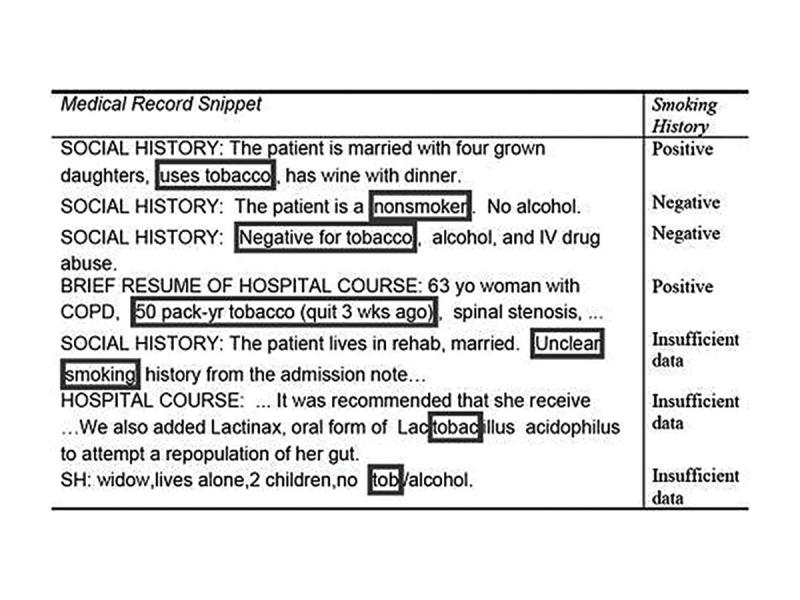 Medical Record Snippet Smoking
History
SOCIAL HISTORY: The patient is married with four grown Positive
daughters, uses tobacco, has wine with dinner.
SOCIAL HISTORY: The patient is a nonsmoker. No alcohol. Negative
SOCIAL HISTORY: Negative for tobacco, alcohol, and IV drug Negative
abuse.
BRIEF RESUME OF HOSPITAL COURSE: 63 yo woman with Positive
COPD, 50 pack-yr tobacco (quit 3 wks ago), spinal stenosis, ...
SOCIAL HISTORY: The patient lives in rehab, married. Unclear Insufficient
smoking history from the admission note... data
HOSPITAL COURSE: ... It was recommended that she receive Insufficient
...We also added Lactinax, oral form of Lactobacillus acidophilus data
to attempt a repopulation of her gut.
SH: widow,lives alone,2 children,no tob/alcohol. Insufficient
data